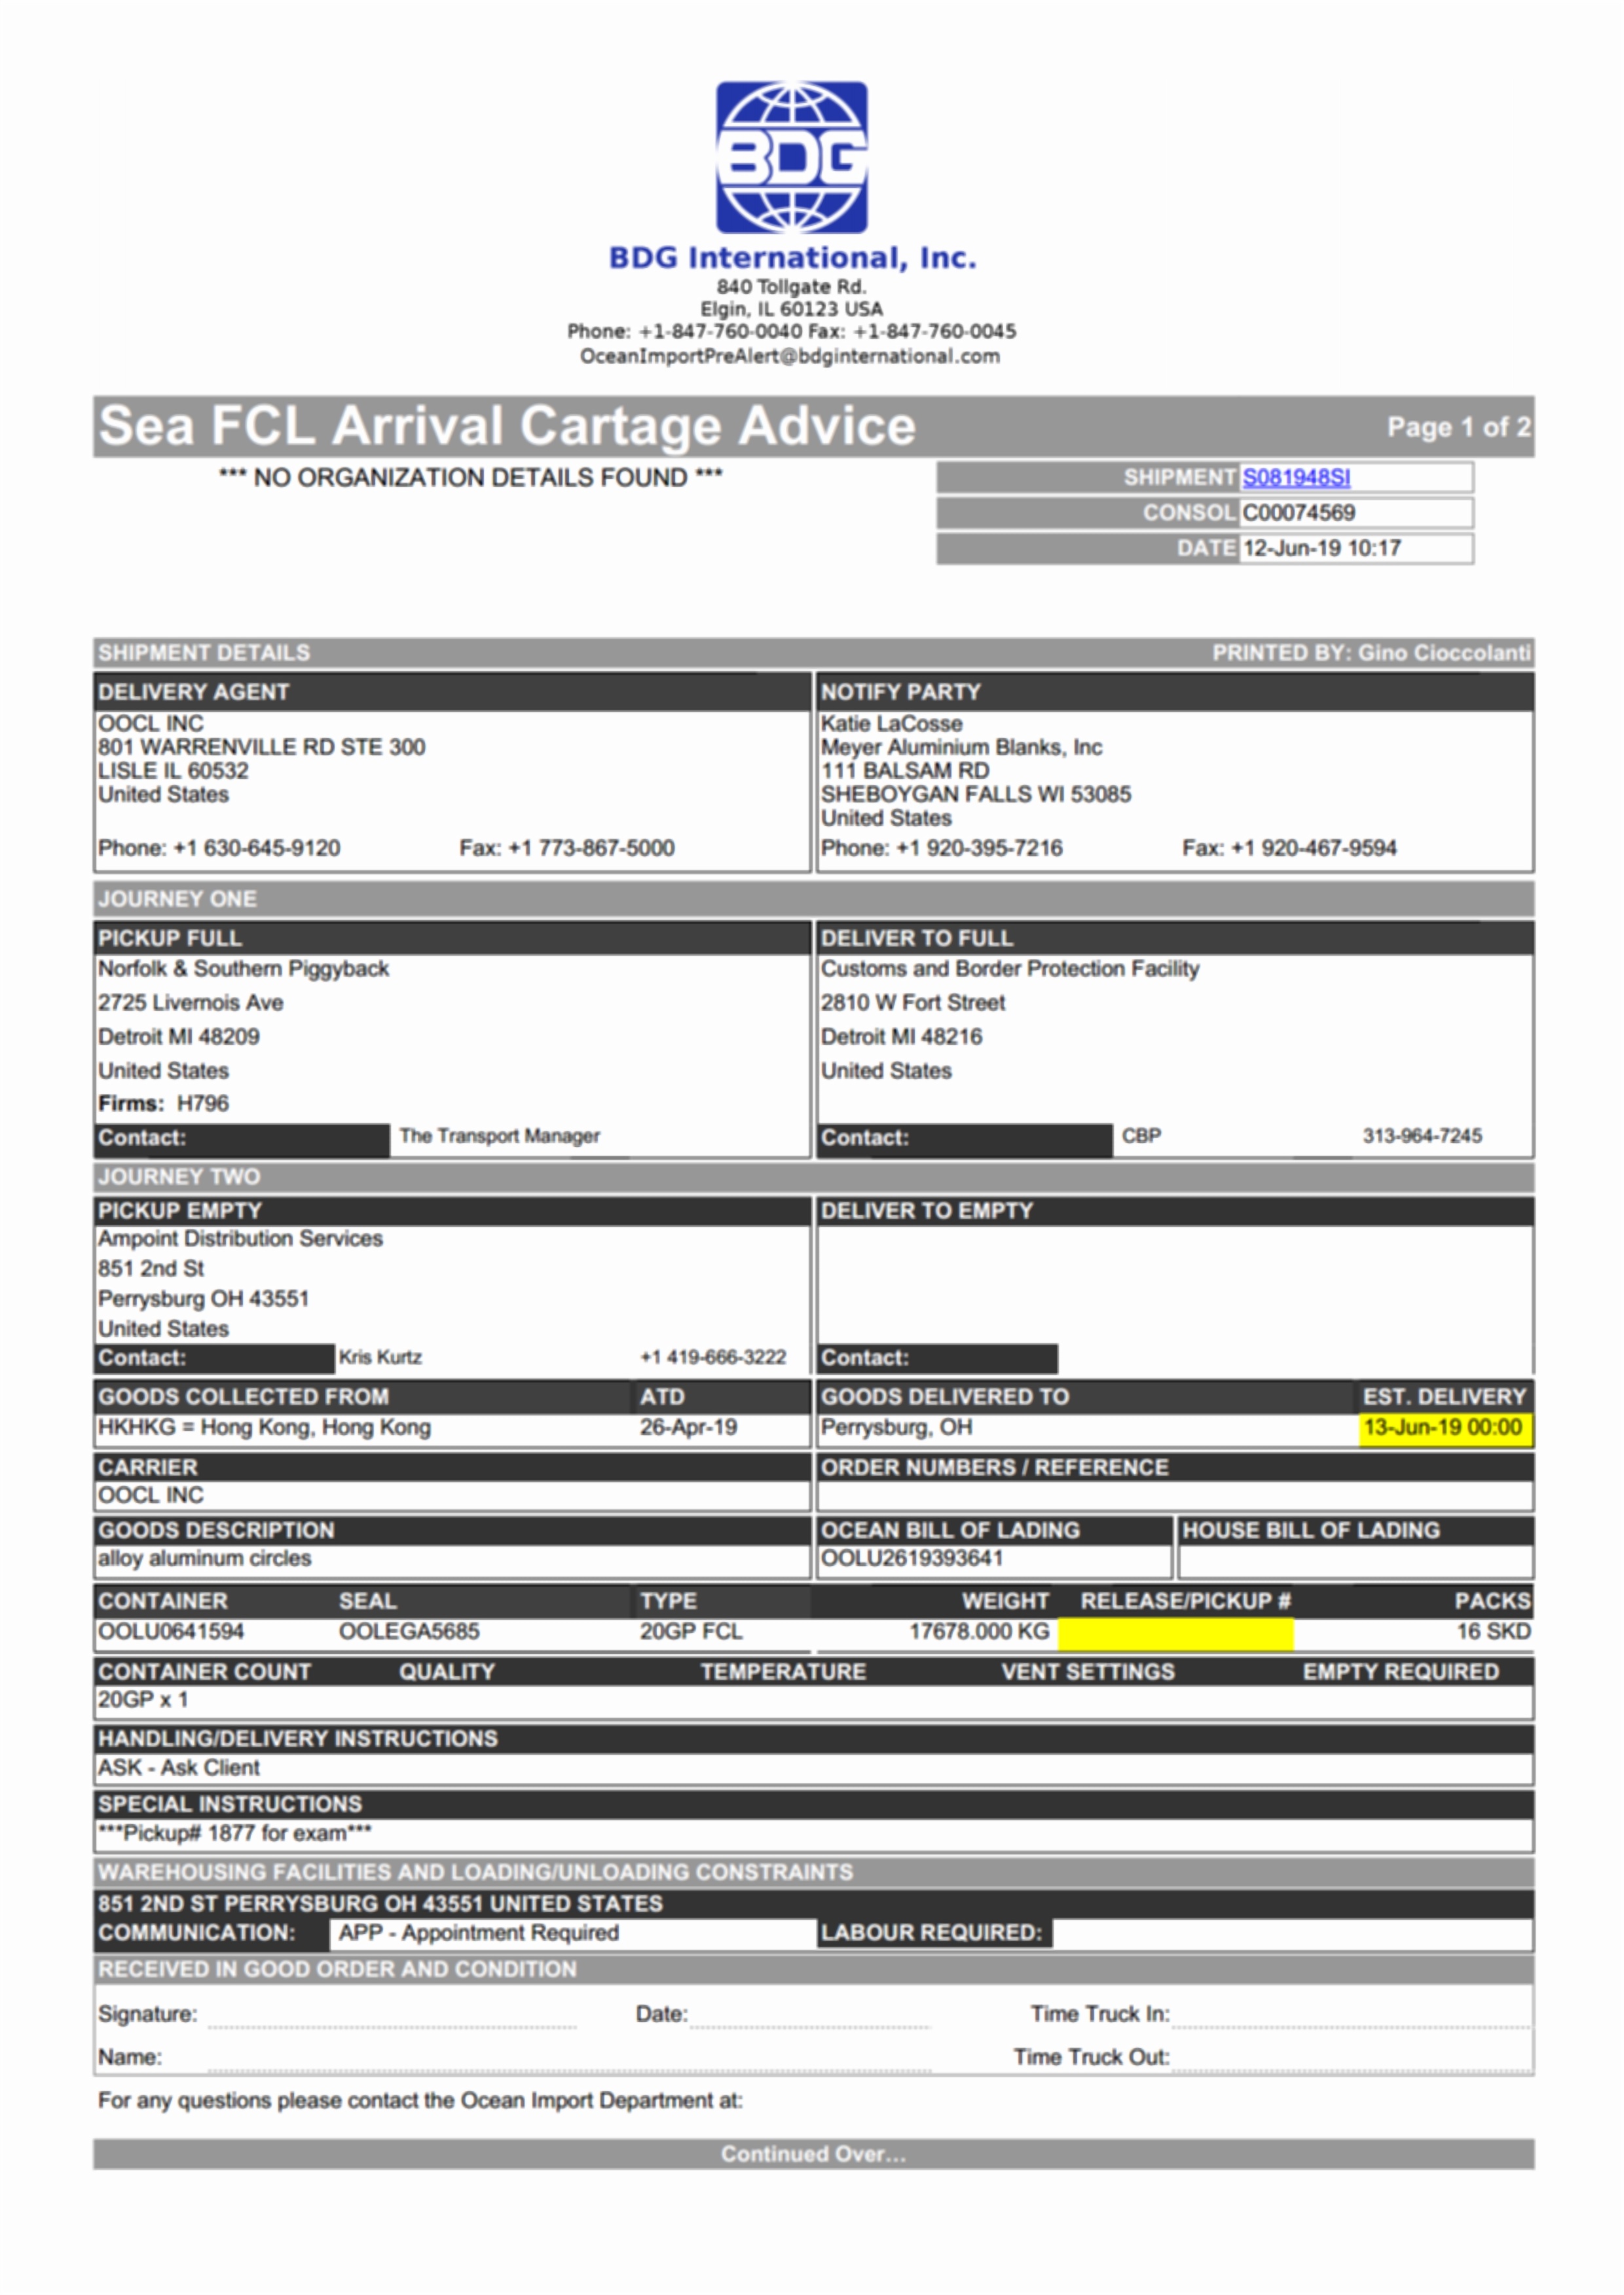 BDG
BDG International, Inc.
840 Tollgate Rd.
Elgin, IL 60123 USA
Phone: +1-847-760-0040 Fax: +1-847-760-0045
OceanImportPreAlert@bdginternational.com
Sea FCL Arrival Cartage Advice Page 1 of 2
*** NO ORGANIZATION DETAILS FOUND ***
SHIPMENT S081948SI
CONSOL C00074569
DATE 12-Jun-19 10:17
SHIPMENT DETAILS PRINTED BY: Gino Cioccolanti
DELIVERY AGENT
OOCL INC
801 WARRENVILLE RD STE 300
LISLE IL 60532
United States
Phone: +1 630-645-9120 Fax: +1 773-867-5000
NOTIFY PARTY
Katie LaCosse
Meyer Aluminium Blanks, Inc
111 BALSAM RD
SHEBOYGAN FALLS WI 53085
United States
Phone: +1 920-395-7216 Fax: +1 920-467-9594
JOURNEY ONE
PICKUP FULL
Norfolk & Southern Piggyback
2725 Livernois Ave
Detroit MI 48209
United States
Firms: H796
Contact: The Transport Manager
DELIVER TO FULL
Customs and Border Protection Facility
2810 W Fort Street
Detroit MI 48216
United States
Contact: CBP 313-964-7245
JOURNEY TWO
PICKUP EMPTY
Ampoint Distribution Services
851 2nd St
Perrysburg OH 43551
United States
Contact: Kris Kurtz +1 419-666-3222
DELIVER TO EMPTY
Contact:
GOODS COLLECTED FROM ATD GOODS DELIVERED TO EST. DELIVERY
HKHKG = Hong Kong, Hong Kong 26-Apr-19 Perrysburg, OH 13-Jun-19 00:00
CARRIER ORDER NUMBERS / REFERENCE
OOCL INC
GOODS DESCRIPTION OCEAN BILL OF LADING HOUSE BILL OF LADING
alloy aluminum circles OOLU2619393641
CONTAINER SEAL TYPE WEIGHT RELEASE/PICKUP # PACKS
OOLU0641594 OOLEGA5685 20GP FCL 17678.000 KG 16 SKD
CONTAINER COUNT QUALITY TEMPERATURE VENT SETTINGS EMPTY REQUIRED
20GP x 1
HANDLING/DELIVERY INSTRUCTIONS
ASK - Ask Client
SPECIAL INSTRUCTIONS
***Pickup# 1877 for exam***
WAREHOUSING FACILITIES AND LOADING/UNLOADING CONSTRAINTS
851 2ND ST PERRYSBURG OH 43551 UNITED STATES
COMMUNICATION: APP - Appointment Required LABOUR REQUIRED:
RECEIVED IN GOOD ORDER AND CONDITION
Signature: Date: Time Truck In:
Name: Time Truck Out:
For any questions please contact the Ocean Import Department at:
Continued Over...